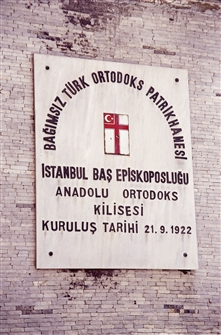 BAĞIMSIZ TÜRK ORTODOKS PATRİKHANESİ
İSTANBUL BAŞ EPİSKOPOSLUĞU
ANADOLU ORTODOKS
KİLİSESİ
KURULUŞ TARİHİ 21.9.1922